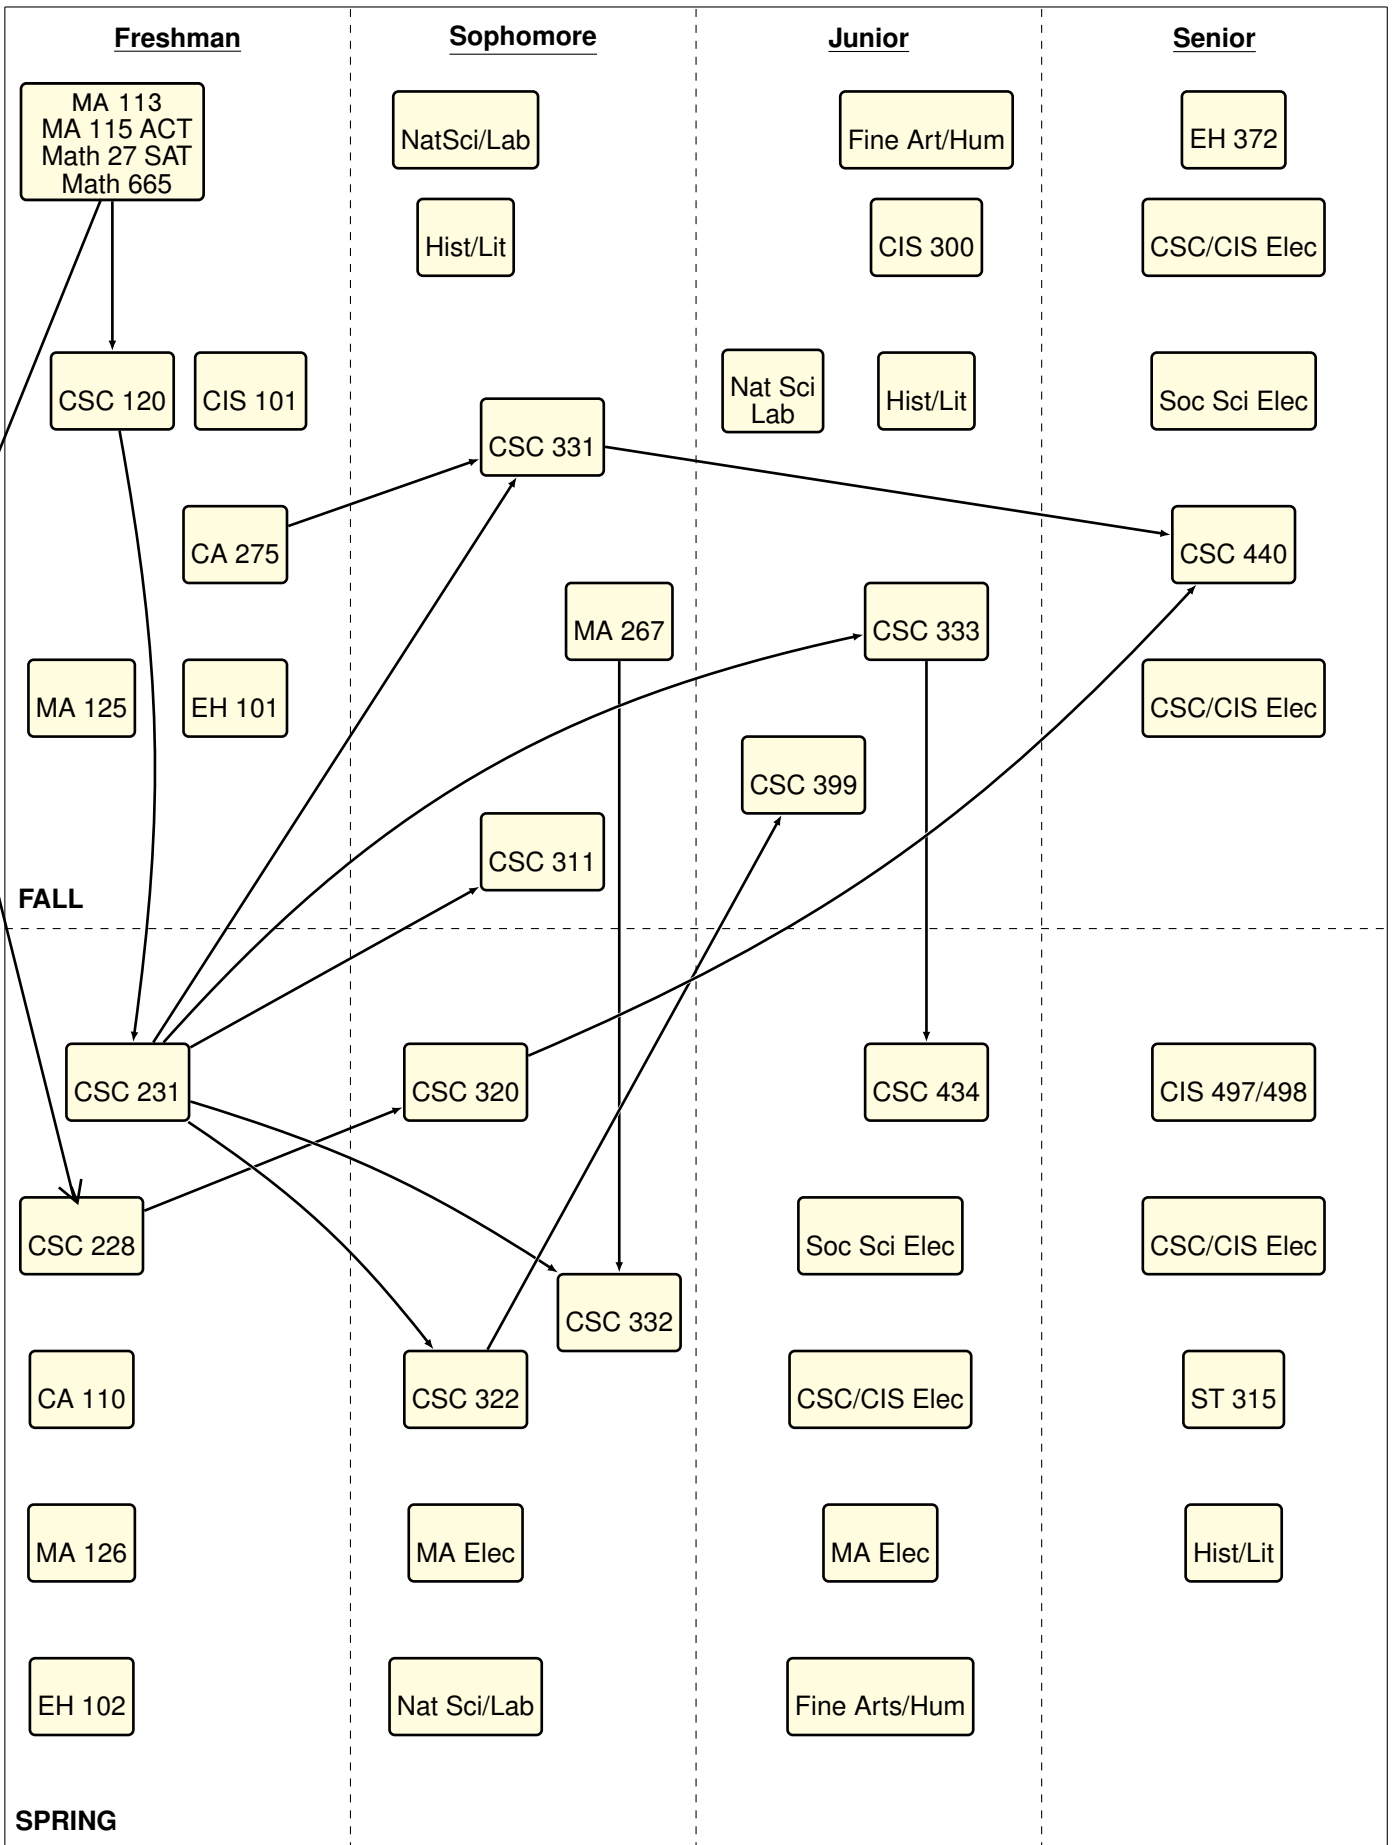 Freshman
Sophomore
Junior
Senior
MA 113
MA 115 ACT
Math 27 SAT
Math 665
NatSci/Lab
Fine Art/Hum
EH 372
Hist/Lit
CIS 300
CSC/CIS Elec
CSC 120
CIS 101
Nat Sci
Lab
Hist/Lit
Soc Sci Elec
CSC 331
CA 275
CSC 440
MA 267
CSC 333
MA 125
EH 101
CSC/CIS Elec
CSC 399
CSC 311
FALL
CSC 231
CSC 320
CSC 434
CIS 497/498
CSC 228
Soc Sci Elec
CSC/CIS Elec
CSC 332
CA 110
CSC 322
CSC/CIS Elec
ST 315
MA 126
MA Elec
MA Elec
Hist/Lit
EH 102
Nat Sci/Lab
Fine Arts/Hum
SPRING